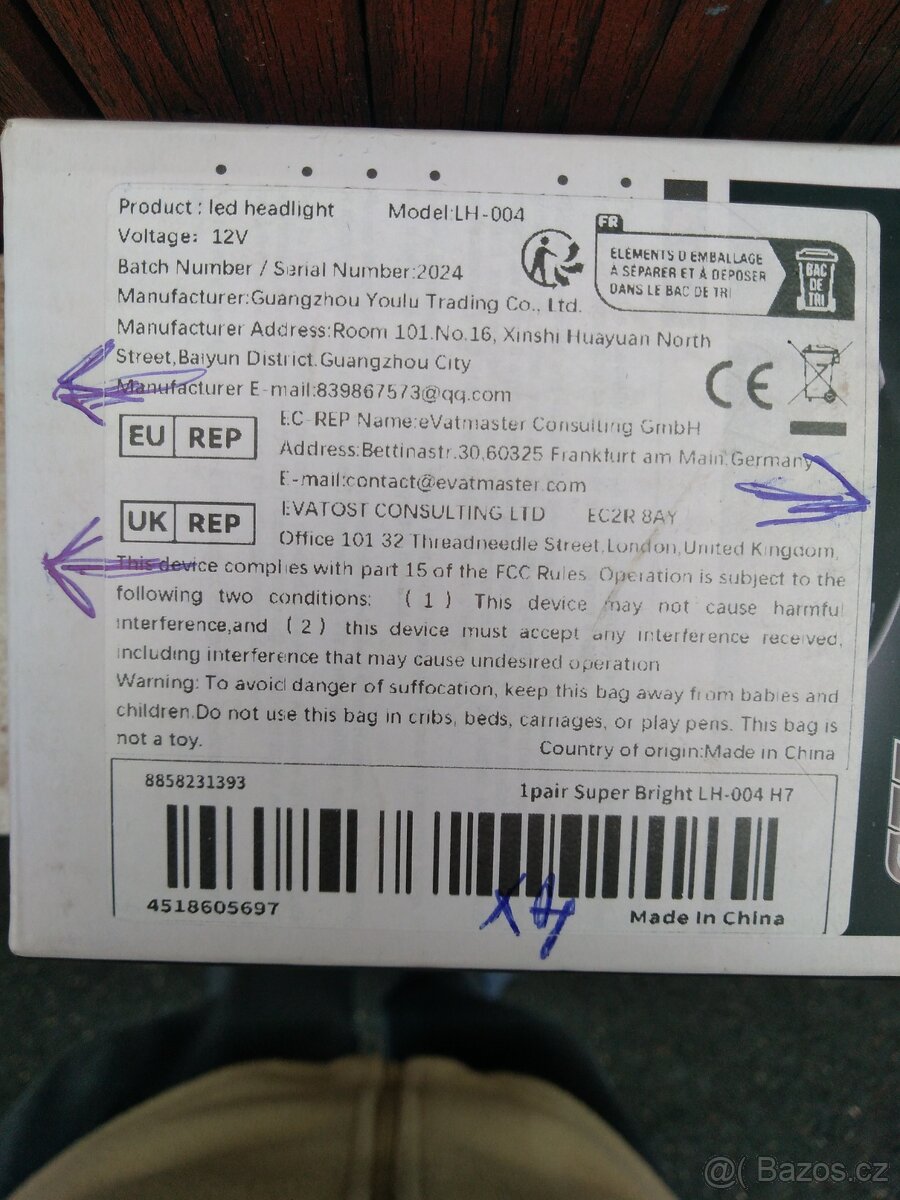 Product: led headlight Model:LH-004
Voltage: 12V
Batch Number / Serial Number:2024
Manufacturer:Guangzhou Youlu Trading Co., Ltd.
Manufacturer Address:Room 101.No.16, Xinshi Huayuan North
Street,Baiyun District.Guangzhou City
Manufacturer E-mail:839867573@qq.com
FR
ELÉMENTS D'EMBALLAGE
À SÉPARER ET À DÉPOSER
DANS LE BAC DE TRI
BAC
DE
TRI
CE
EU REP
EC-REP Name:eVatmaster Consulting GmbH
Address:Bettinastr.30,60325 Frankfurt am Main,Germany
E-mail:contact@evatmaster.com
UK REP
EVATOST CONSULTING LTD EC2R 8AY
Office 101 32 Threadneedle Street,London,United Kingdom,
This device complies with part 15 of the FCC Rules. Operation is subject to the
following two conditions: (1) This device may not cause harmful
interference,and (2) this device must accept any interference received,
including interference that may cause undesired operation
Warning: To avoid danger of suffocation, keep this bag away from babies and
children.Do not use this bag in cribs, beds, carriages, or play pens. This bag is
not a toy.
Country of origin:Made in China
8858231393
1pair Super Bright LH-004 H7
4518605697
Made In China
@( Bazos.cz